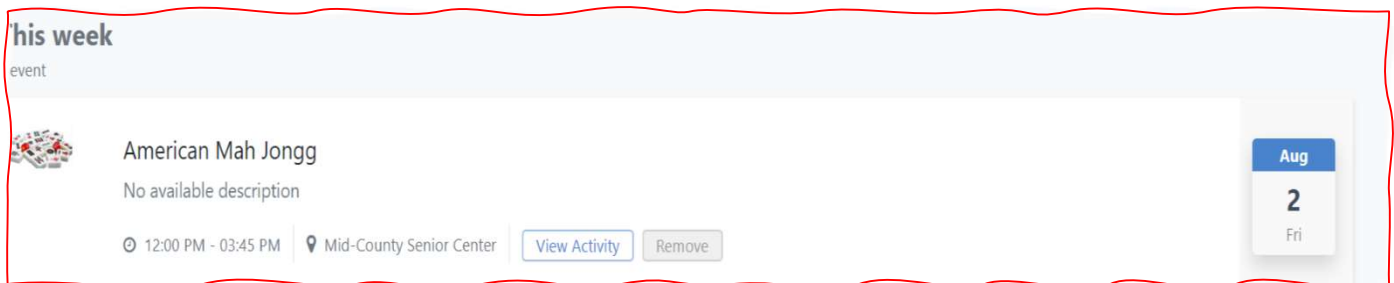 This week
event
American Mah Jongg
No available description
12:00 PM - 03:45 PM Mid-County Senior Center View Activity Remove
Aug
2
Fri